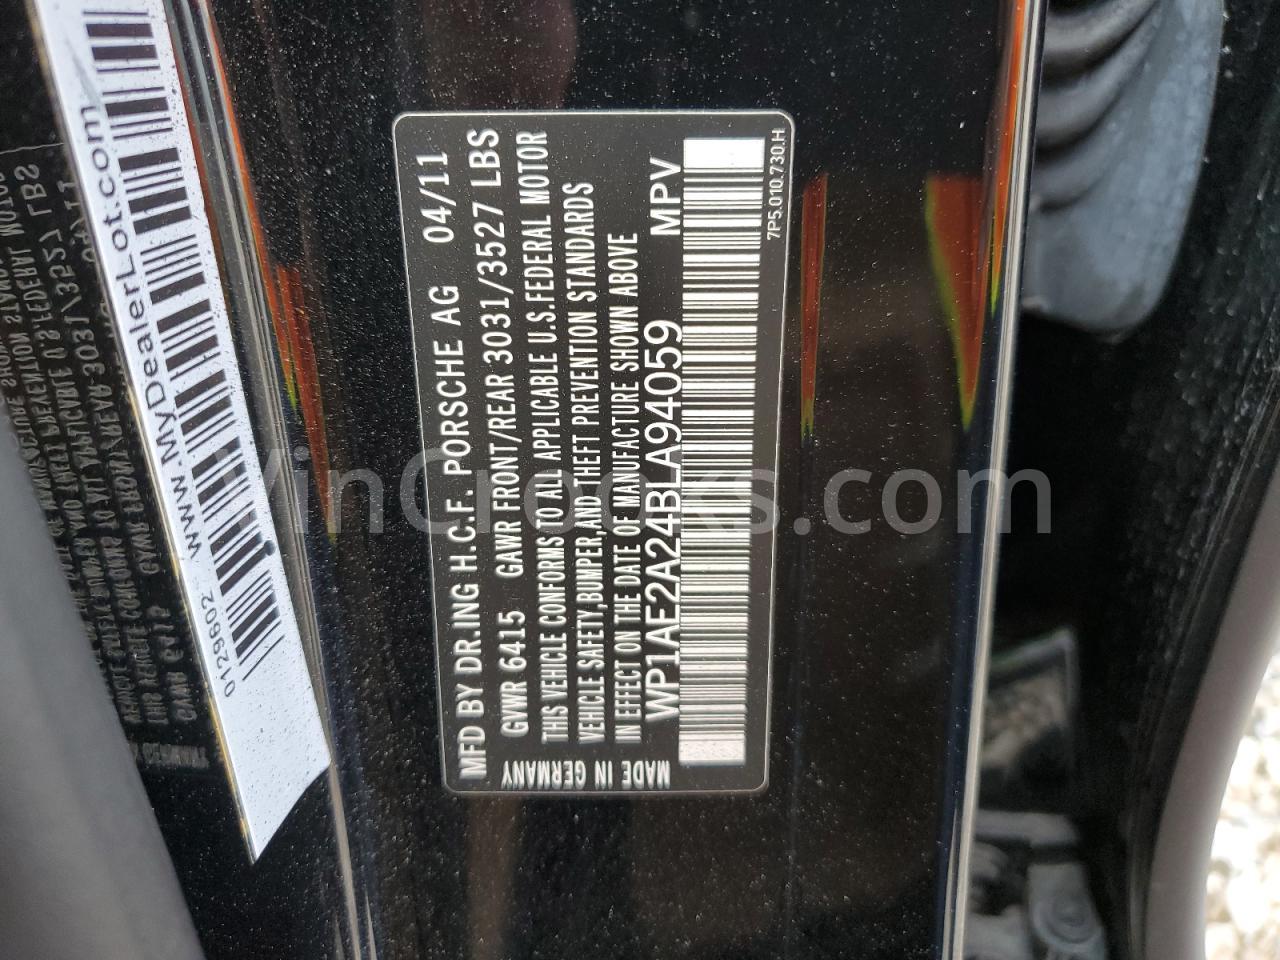 MFD BY DR.ING H.C.F. PORSCHE AG 04/11
GVWR 6415 GAWR FRONT/REAR 3031/3527 LBS
THIS VEHICLE CONFORMS TO ALL APPLICABLE U.S.FEDERAL MOTOR
VEHICLE SAFETY,BUMPER,AND THEFT PREVENTION STANDARDS
IN EFFECT ON THE DATE OF MANUFACTURE SHOWN ABOVE
WP1AE2A24BLA94059 MPV
MADE IN GERMANY
7P5.010.730.H
0129602 www.MyDealerLot.com
VinCrooks.com